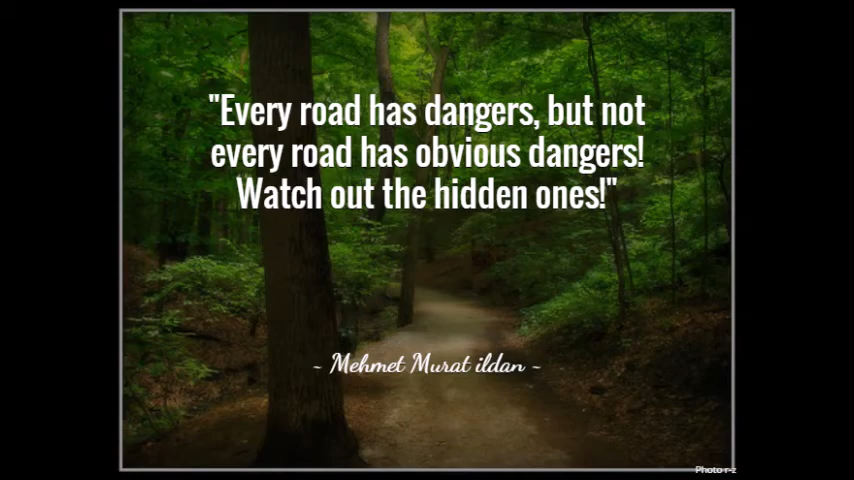 "Every road has dangers, but not
every road has obvious dangers!
Watch out the hidden ones!"
~ Mehmet Murat ildan ~
Photo r-z